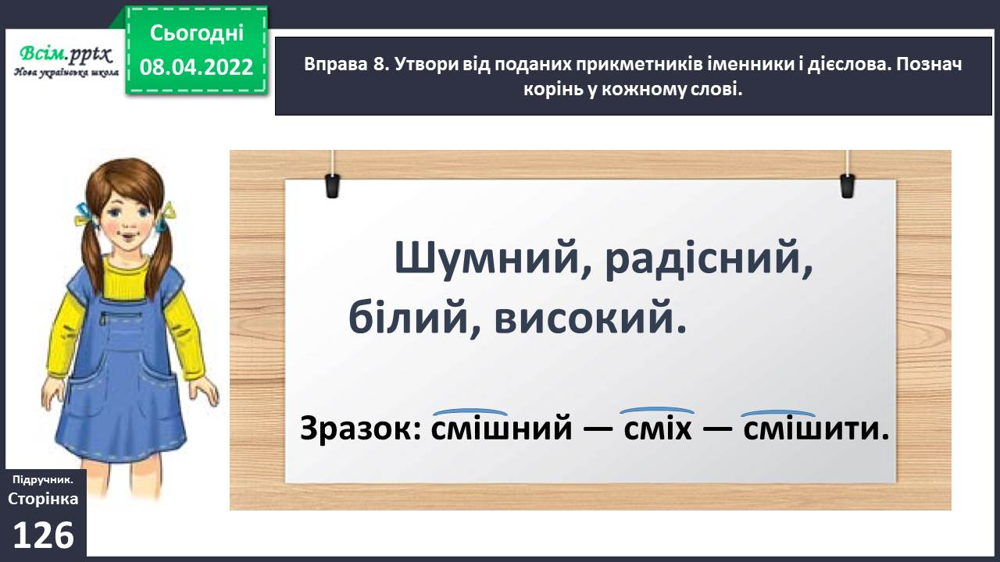 Всім.pptx
Нова українська школа
Сьогодні
08.04.2022
Вправа 8. Утвори від поданих прикметників іменники і дієслова. Познач
корінь у кожному слові.
Шумний, радісний,
білий, високий.
Зразок: смішний — сміх — смішити.
Підручник.
Сторінка
126